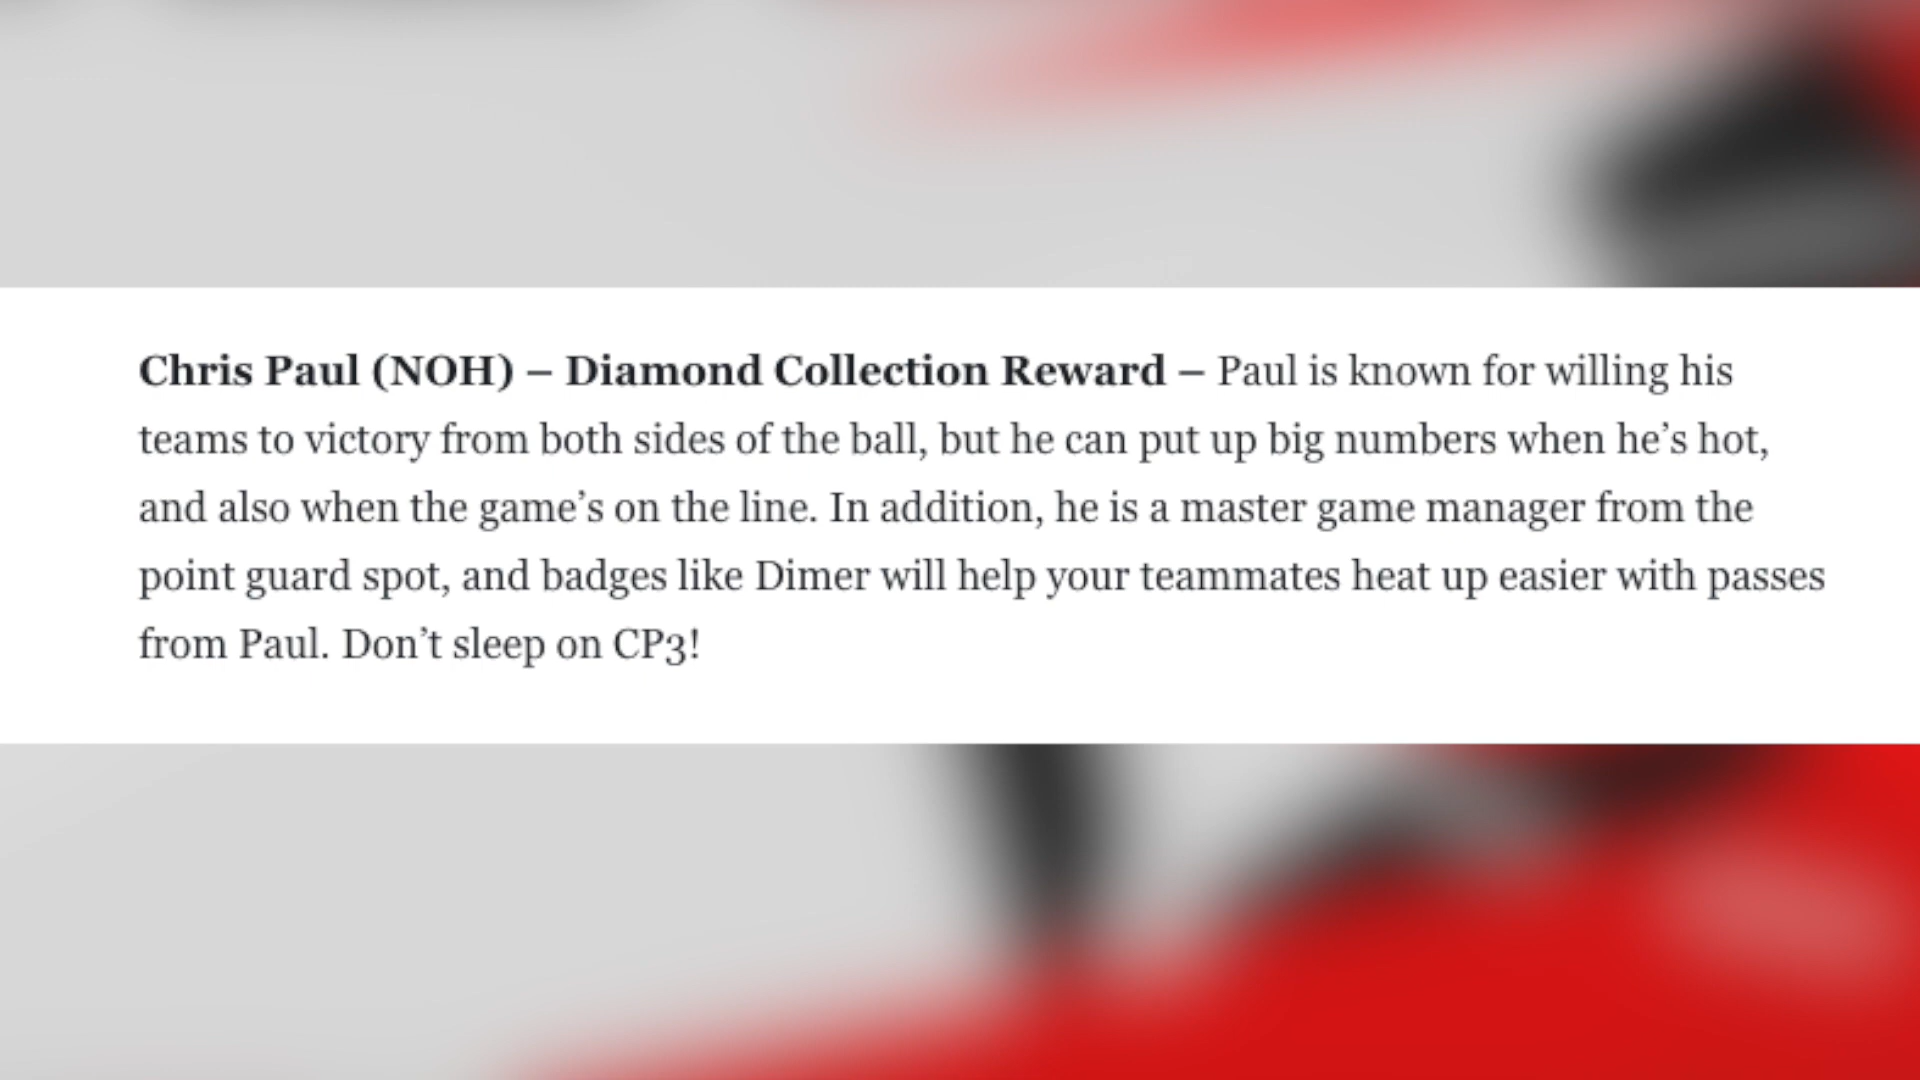 Chris Paul (NOH) – Diamond Collection Reward – Paul is known for willing his
teams to victory from both sides of the ball, but he can put up big numbers when he’s hot,
and also when the game’s on the line. In addition, he is a master game manager from the
point guard spot, and badges like Dimer will help your teammates heat up easier with passes
from Paul. Don’t sleep on CP3!